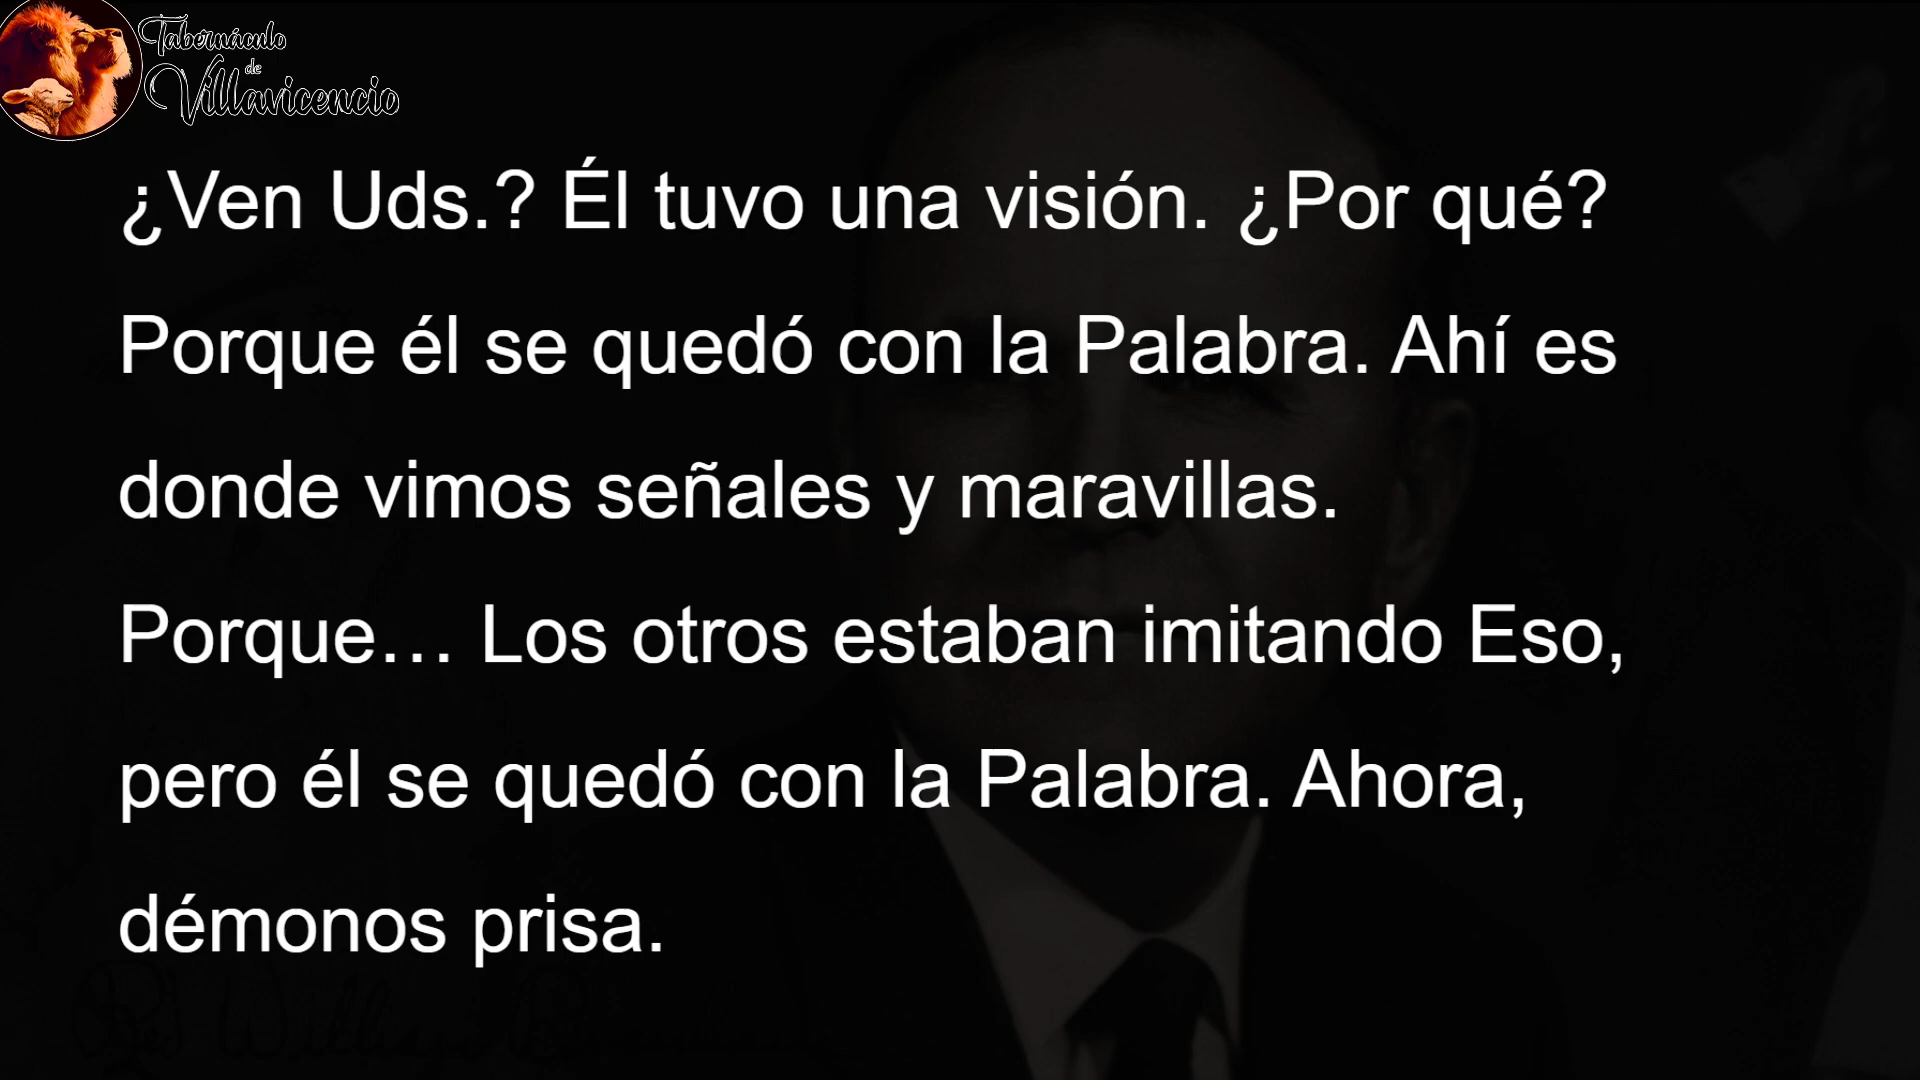 Tabernáculo
de
Villavicencio
¿Ven Uds.? Él tuvo una visión. ¿Por qué?
Porque él se quedó con la Palabra. Ahí es
donde vimos señales y maravillas.
Porque… Los otros estaban imitando Eso,
pero él se quedó con la Palabra. Ahora,
démonos prisa.